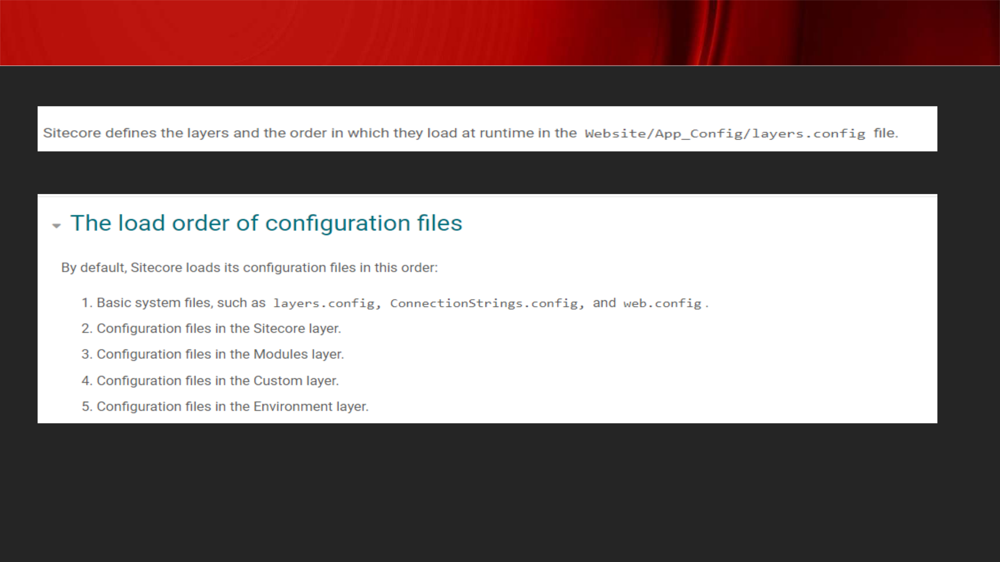 Sitecore defines the layers and the order in which they load at runtime in the Website/App_Config/layers.config file.
The load order of configuration files
By default, Sitecore loads its configuration files in this order:
1. Basic system files, such as layers.config, ConnectionStrings.config, and web.config.
2. Configuration files in the Sitecore layer.
3. Configuration files in the Modules layer.
4. Configuration files in the Custom layer.
5. Configuration files in the Environment layer.